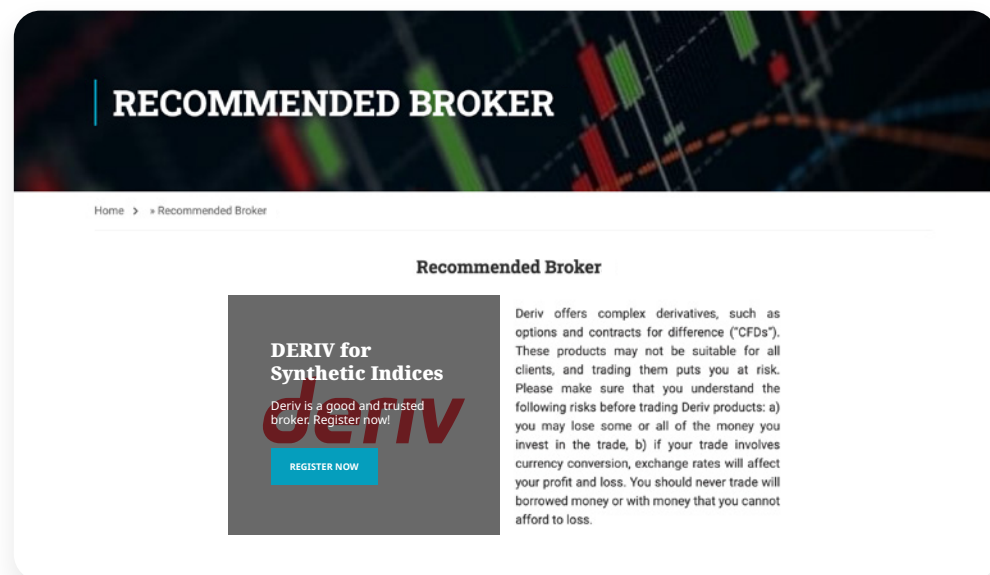 RECOMMENDED BROKER
Home > » Recommended Broker
Recommended Broker
DERIV for
Synthetic Indices
Deriv is a good and trusted
broker. Register now!
deriv
REGISTER NOW
Deriv offers complex derivatives, such as
options and contracts for difference ("CFDs").
These products may not be suitable for all
clients, and trading them puts you at risk.
Please make sure that you understand the
following risks before trading Deriv products: a)
you may lose some or all of the money you
invest in the trade, b) if your trade involves
currency conversion, exchange rates will affect
your profit and loss. You should never trade will
borrowed money or with money that you cannot
afford to loss.